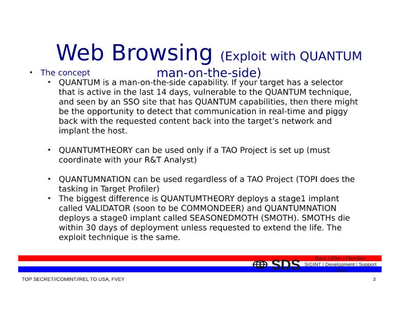 Web Browsing (Exploit with QUANTUM
man-on-the-side)
• The concept
• QUANTUM is a man-on-the-side capability. If your target has a selector
that is active in the last 14 days, vulnerable to the QUANTUM technique,
and seen by an SSO site that has QUANTUM capabilities, then there might
be the opportunity to detect that communication in real-time and piggy
back with the requested content back into the target's network and
implant the host.
• QUANTUMTHEORY can be used only if a TAO Project is set up (must
coordinate with your R&T Analyst)
• QUANTUMNATION can be used regardless of a TAO Project (TOPI does the
tasking in Target Profiler)
• The biggest difference is QUANTUMTHEORY deploys a stage1 implant
called VALIDATOR (soon to be COMMONDEER) and QUANTUMNATION
deploys a stage0 implant called SEASONEDMOTH (SMOTH). SMOTHs die
within 30 days of deployment unless requested to extend the life. The
exploit technique is the same.
SDS
SIGINT | Development | Support
TOP SECRET//COMINT//REL TO USA, FVEY
3